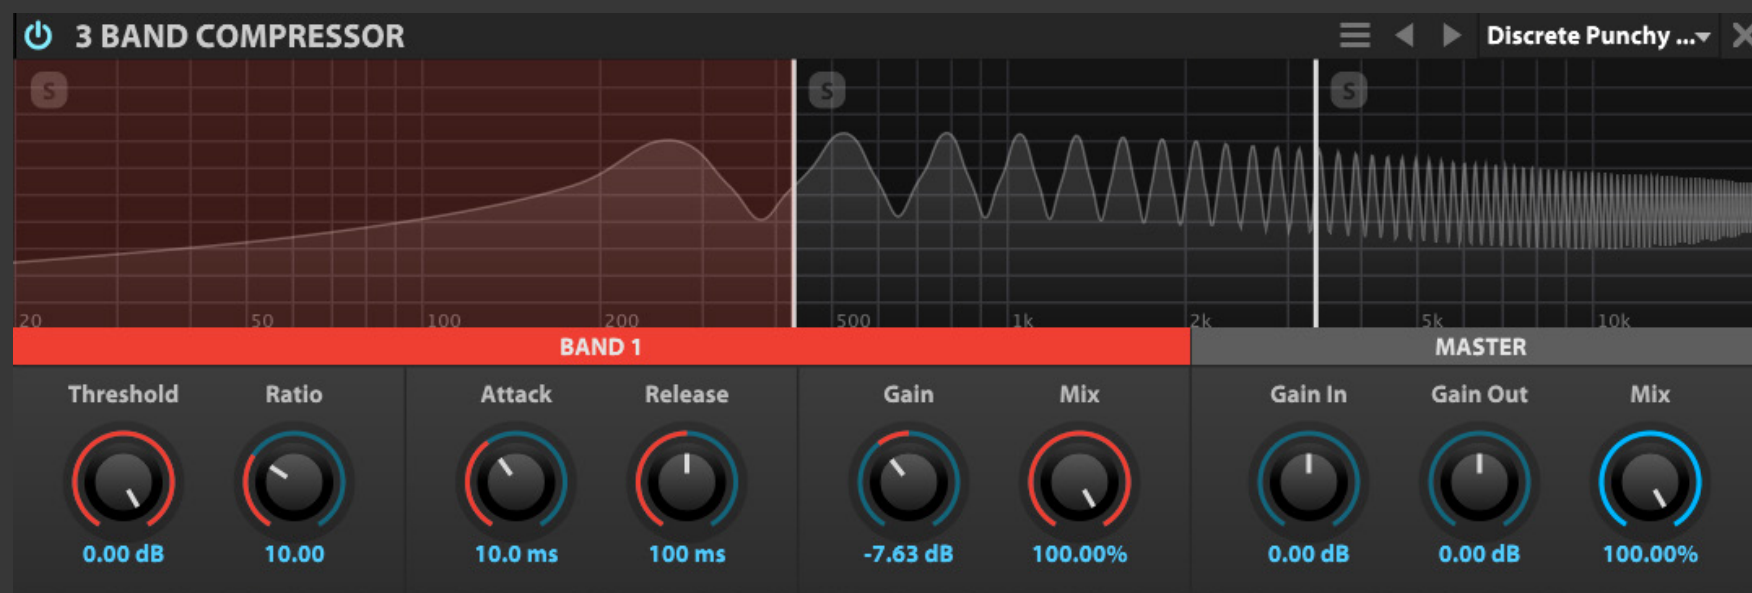 3 BAND COMPRESSOR
Discrete Punchy ...
S S S
20 50 100 200 500 1k 2k 5k 10k
BAND 1 MASTER
Threshold Ratio Attack Release Gain Mix Gain In Gain Out Mix
0.00 dB 10.00 10.0 ms 100 ms -7.63 dB 100.00% 0.00 dB 0.00 dB 100.00%